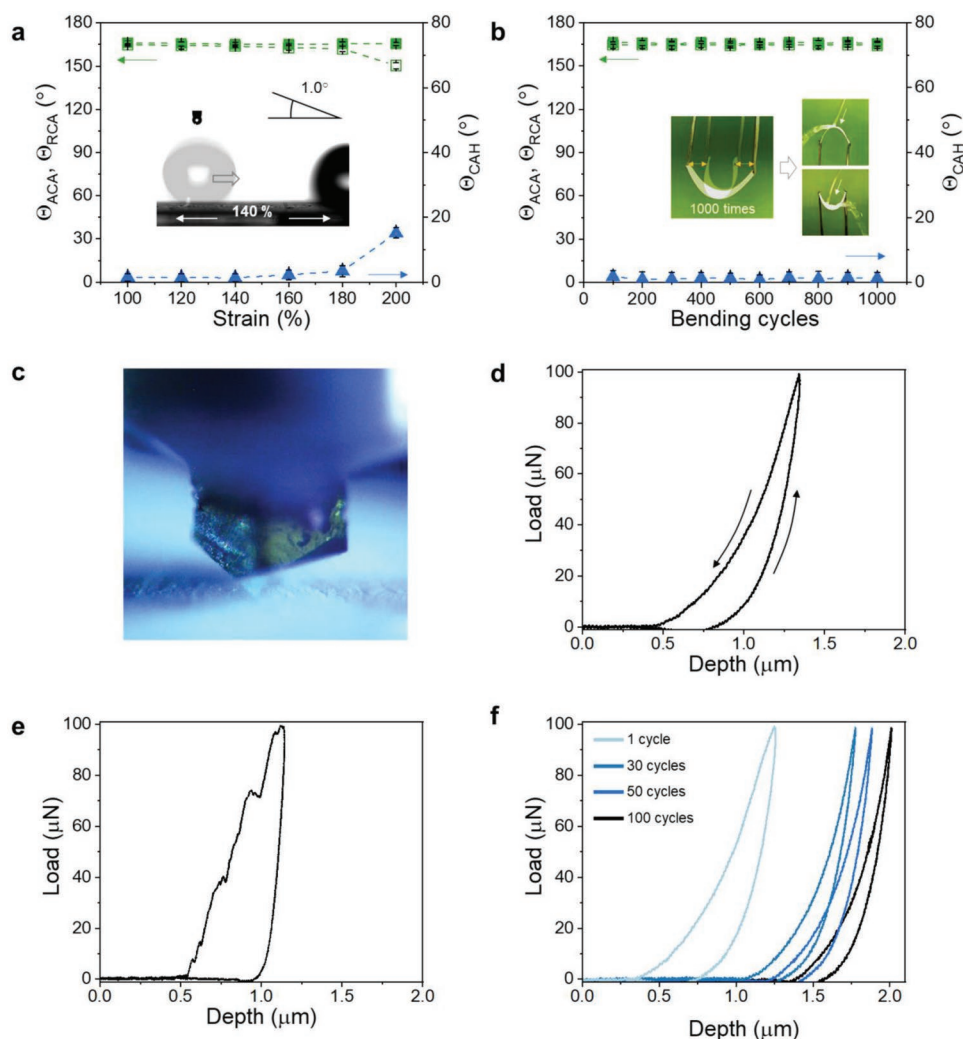 a
180
150
120
90
60
30
0
Θ_ACA, Θ_RCA (°)
1.0°
140 %
80
60
40
20
0
Θ_CAH (°)
100 120 140 160 180 200
Strain (%)
b
180
150
120
90
60
30
0
Θ_ACA, Θ_RCA (°)
1000 times
80
60
40
20
0
Θ_CAH (°)
0 200 400 600 800 1000
Bending cycles
c
d
100
80
60
40
20
0
Load (µN)
0.0 0.5 1.0 1.5 2.0
Depth (µm)
e
100
80
60
40
20
0
Load (µN)
0.0 0.5 1.0 1.5 2.0
Depth (µm)
f
100
80
60
40
20
0
Load (µN)
1 cycle
30 cycles
50 cycles
100 cycles
0.0 0.5 1.0 1.5 2.0
Depth (µm)